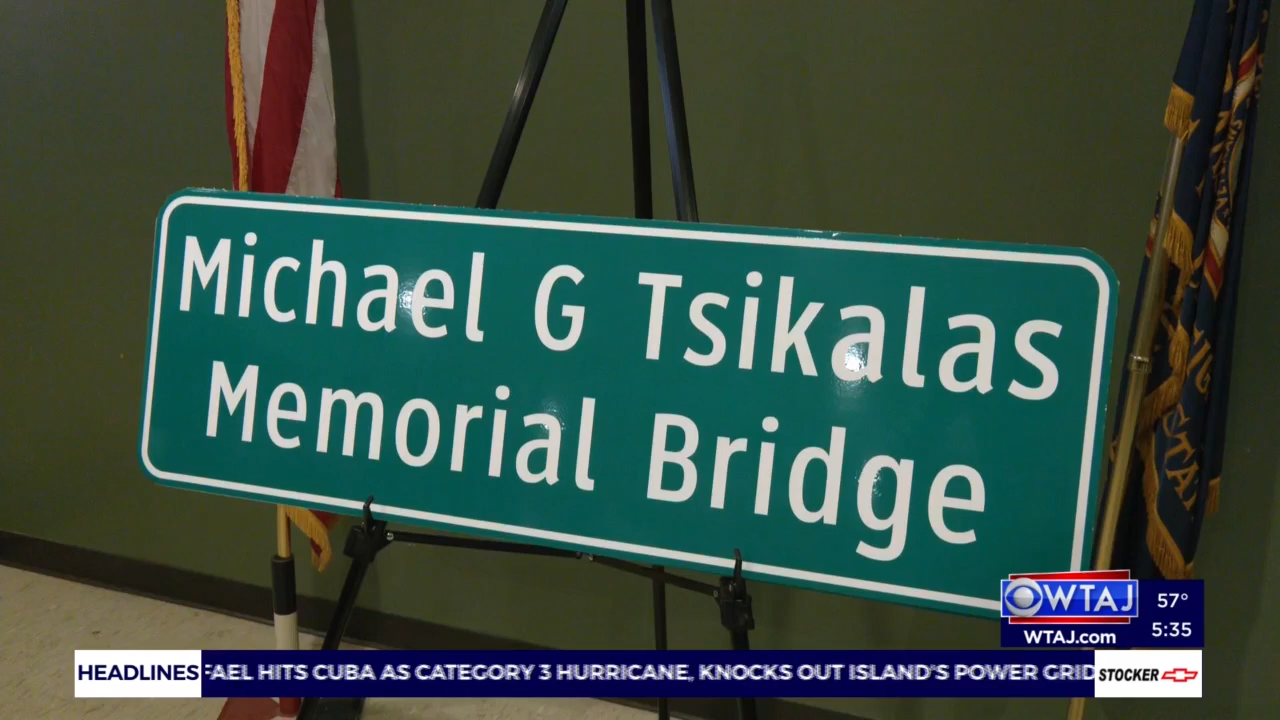 Michael G Tsikalas
Memorial Bridge
WTAJ
57°
WTAJ.com
5:35
HEADLINES
FAEL HITS CUBA AS CATEGORY 3 HURRICANE, KNOCKS OUT ISLAND'S POWER GRID
STOCKER